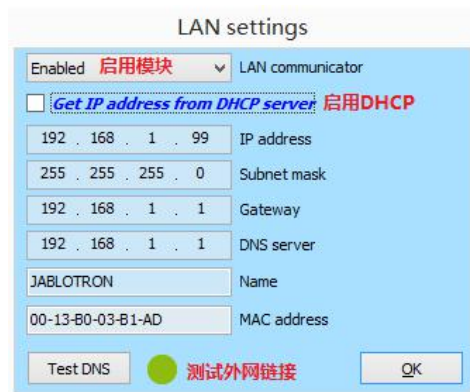 LAN settings
Enabled 启用模块 LAN communicator
Get IP address from DHCP server 启用DHCP
192 . 168 . 1 . 99 IP address
255 . 255 . 255 . 0 Subnet mask
192 . 168 . 1 . 1 Gateway
192 . 168 . 1 . 1 DNS server
JABLOTRON Name
00-13-B0-03-B1-AD MAC address
Test DNS 测试外网链接 OK